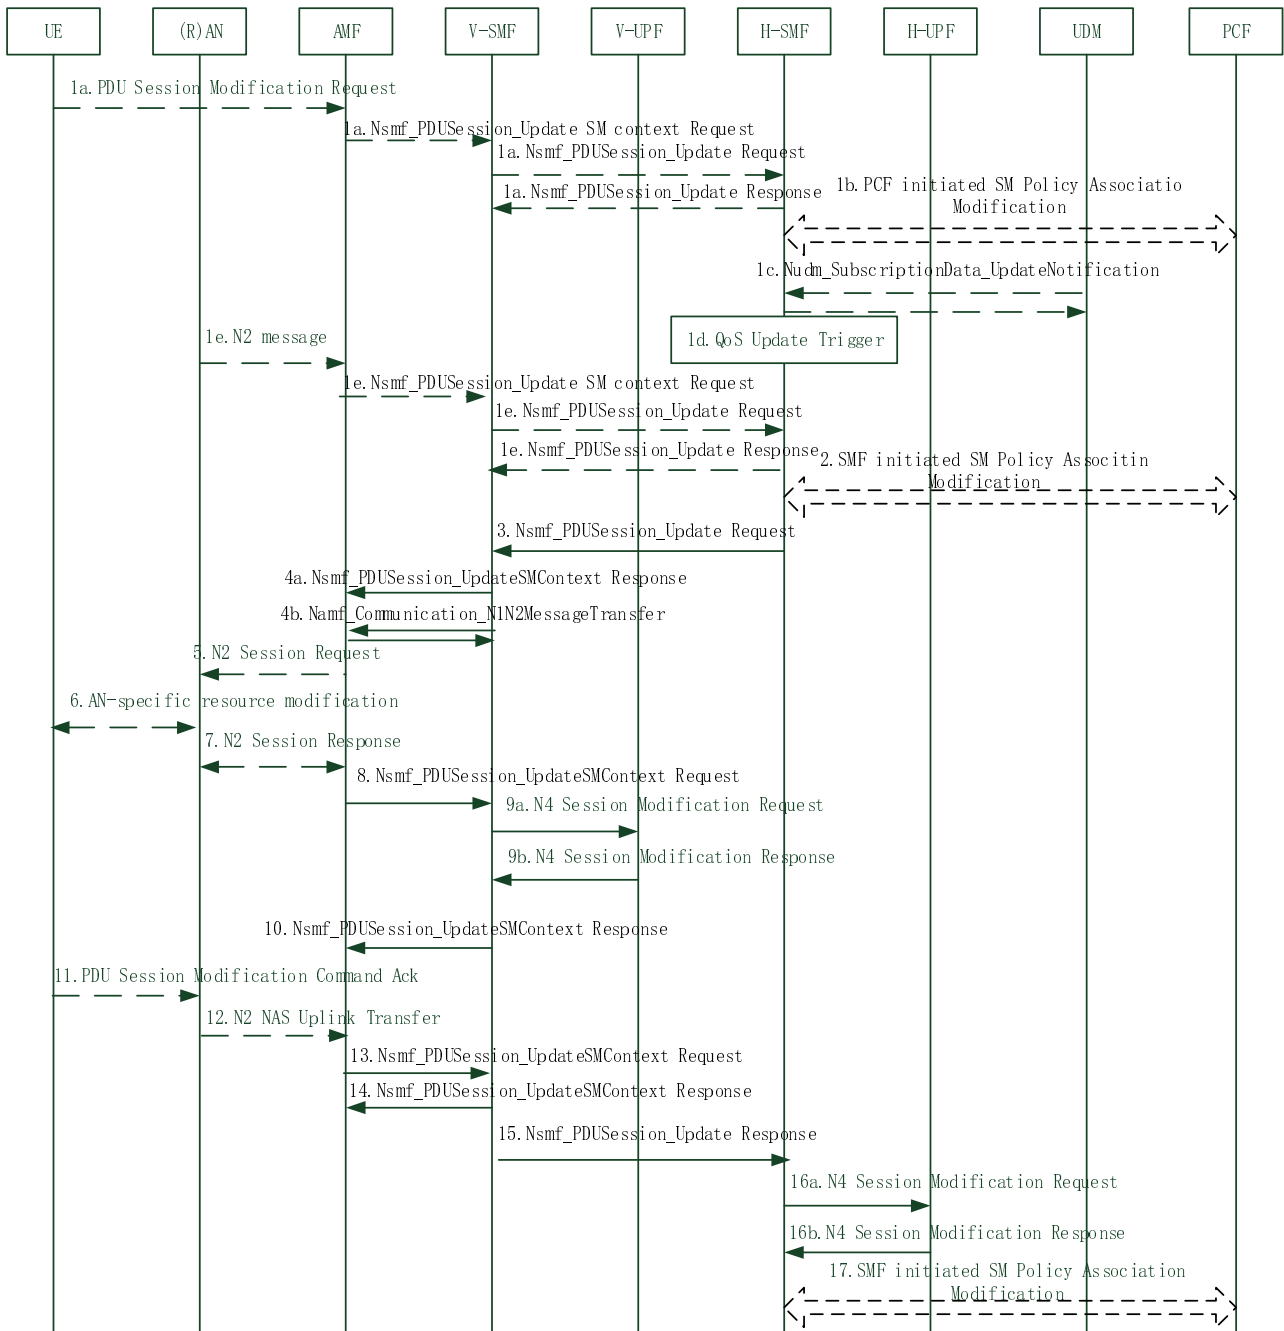 UE
(R)AN
AMF
V-SMF
V-UPF
H-SMF
H-UPF
UDM
PCF
1a.PDU Session Modification Request
1a.Nsmf_PDUSession_Update SM context Request
1a.Nsmf_PDUSession_Update Request
1a.Nsmf_PDUSession_Update Response
1b.PCF initiated SM Policy Associatio
Modification
1c.Nudm_SubscriptionData_UpdateNotification
1d.QoS Update Trigger
1e.N2 message
1e.Nsmf_PDUSession_Update SM context Request
1e.Nsmf_PDUSession_Update Request
1e.Nsmf_PDUSession_Update Response
2.SMF initiated SM Policy Associtin
Modification
3.Nsmf_PDUSession_Update Request
4a.Nsmf_PDUSession_UpdateSMContext Response
4b.Namf_Communication_N1N2MessageTransfer
5.N2 Session Request
6.AN-specific resource modification
7.N2 Session Response
8.Nsmf_PDUSession_UpdateSMContext Request
9a.N4 Session Modification Request
9b.N4 Session Modification Response
10.Nsmf_PDUSession_UpdateSMContext Response
11.PDU Session Modification Command Ack
12.N2 NAS Uplink Transfer
13.Nsmf_PDUSession_UpdateSMContext Request
14.Nsmf_PDUSession_UpdateSMContext Response
15.Nsmf_PDUSession_Update Response
16a.N4 Session Modification Request
16b.N4 Session Modification Response
17.SMF initiated SM Policy Association
Modification